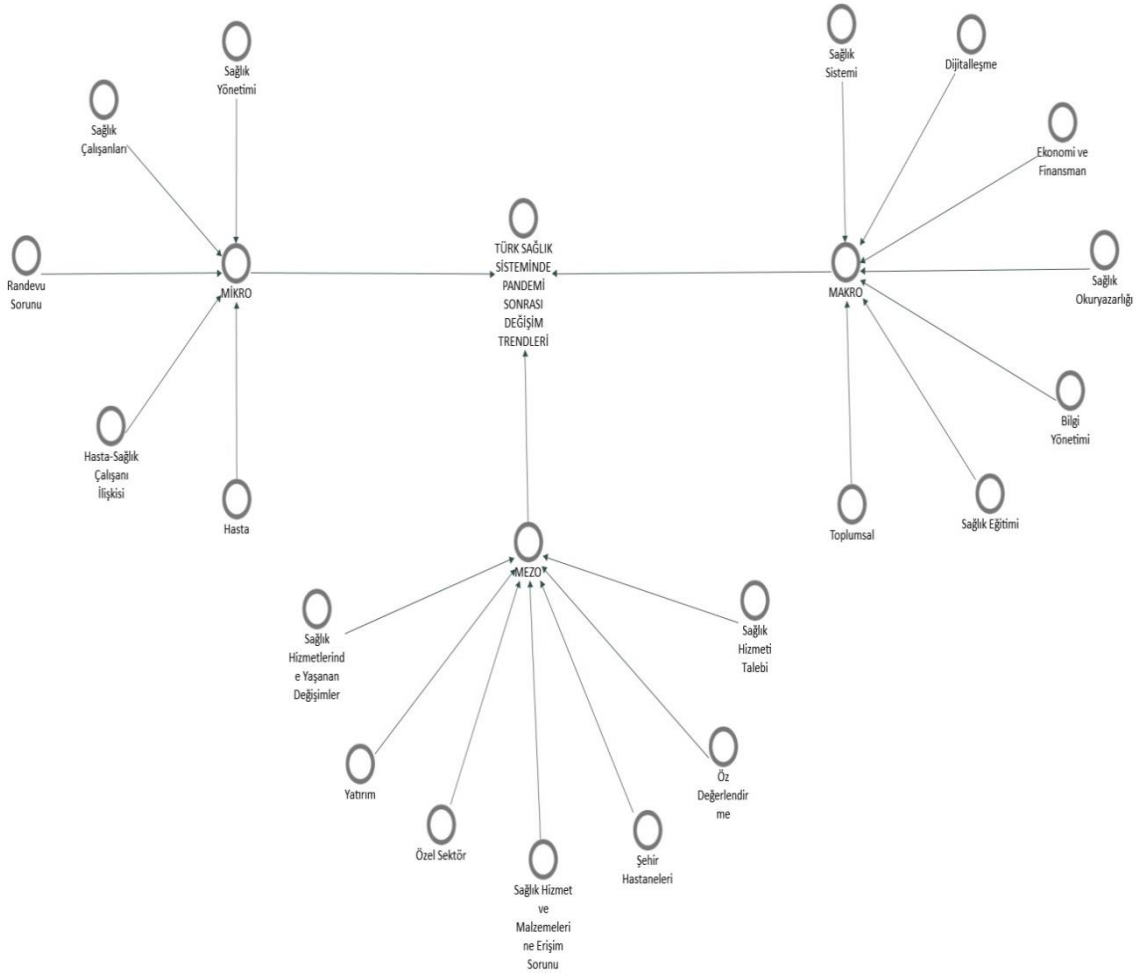 Sağlık
Yönetimi
Sağlık
Çalışanları
Randevu
Sorunu
MİKRO
Hasta-Sağlık
Çalışanı
İlişkisi
Hasta
TÜRK SAĞLIK
SİSTEMİNDE
PANDEMİ
SONRASI
DEĞİŞİM
TRENDLERİ
Sağlık
Sistemi
Dijitalleşme
Ekonomi ve
Finansman
Sağlık
Okuryazarlığı
MAKRO
Bilgi
Yönetimi
Sağlık Eğitimi
Toplumsal
MEZO
Sağlık
Hizmetlerind
e Yaşanan
Değişimler
Yatırım
Özel Sektör
Sağlık Hizmet
ve
Malzemeleri
ne Erişim
Sorunu
Şehir
Hastaneleri
Öz
Değerlendir
me
Sağlık
Hizmeti
Talebi